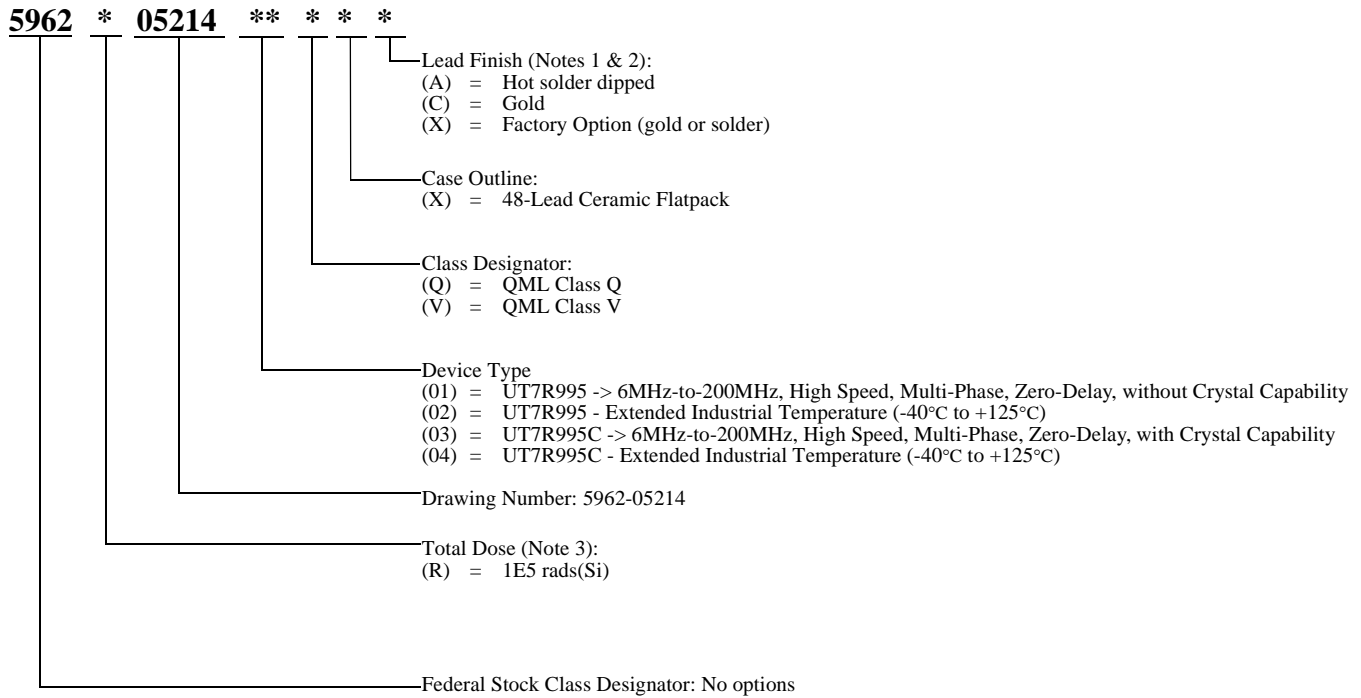 5962 * 05214 ** * * *
Lead Finish (Notes 1 & 2):
(A) = Hot solder dipped
(C) = Gold
(X) = Factory Option (gold or solder)
Case Outline:
(X) = 48-Lead Ceramic Flatpack
Class Designator:
(Q) = QML Class Q
(V) = QML Class V
Device Type
(01) = UT7R995 -> 6MHz-to-200MHz, High Speed, Multi-Phase, Zero-Delay, without Crystal Capability
(02) = UT7R995 - Extended Industrial Temperature (-40°C to +125°C)
(03) = UT7R995C -> 6MHz-to-200MHz, High Speed, Multi-Phase, Zero-Delay, with Crystal Capability
(04) = UT7R995C - Extended Industrial Temperature (-40°C to +125°C)
Drawing Number: 5962-05214
Total Dose (Note 3):
(R) = 1E5 rads(Si)
Federal Stock Class Designator: No options